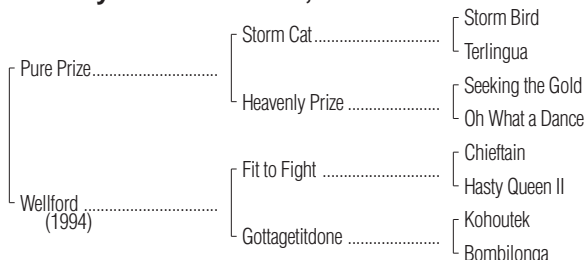 Storm Bird
Storm Cat
Terlingua
Pure Prize
Seeking the Gold
Heavenly Prize
Oh What a Dance
Chieftain
Fit to Fight
Hasty Queen II
Wellford
(1994)
Kohoutek
Gottagetitdone
Bombilonga